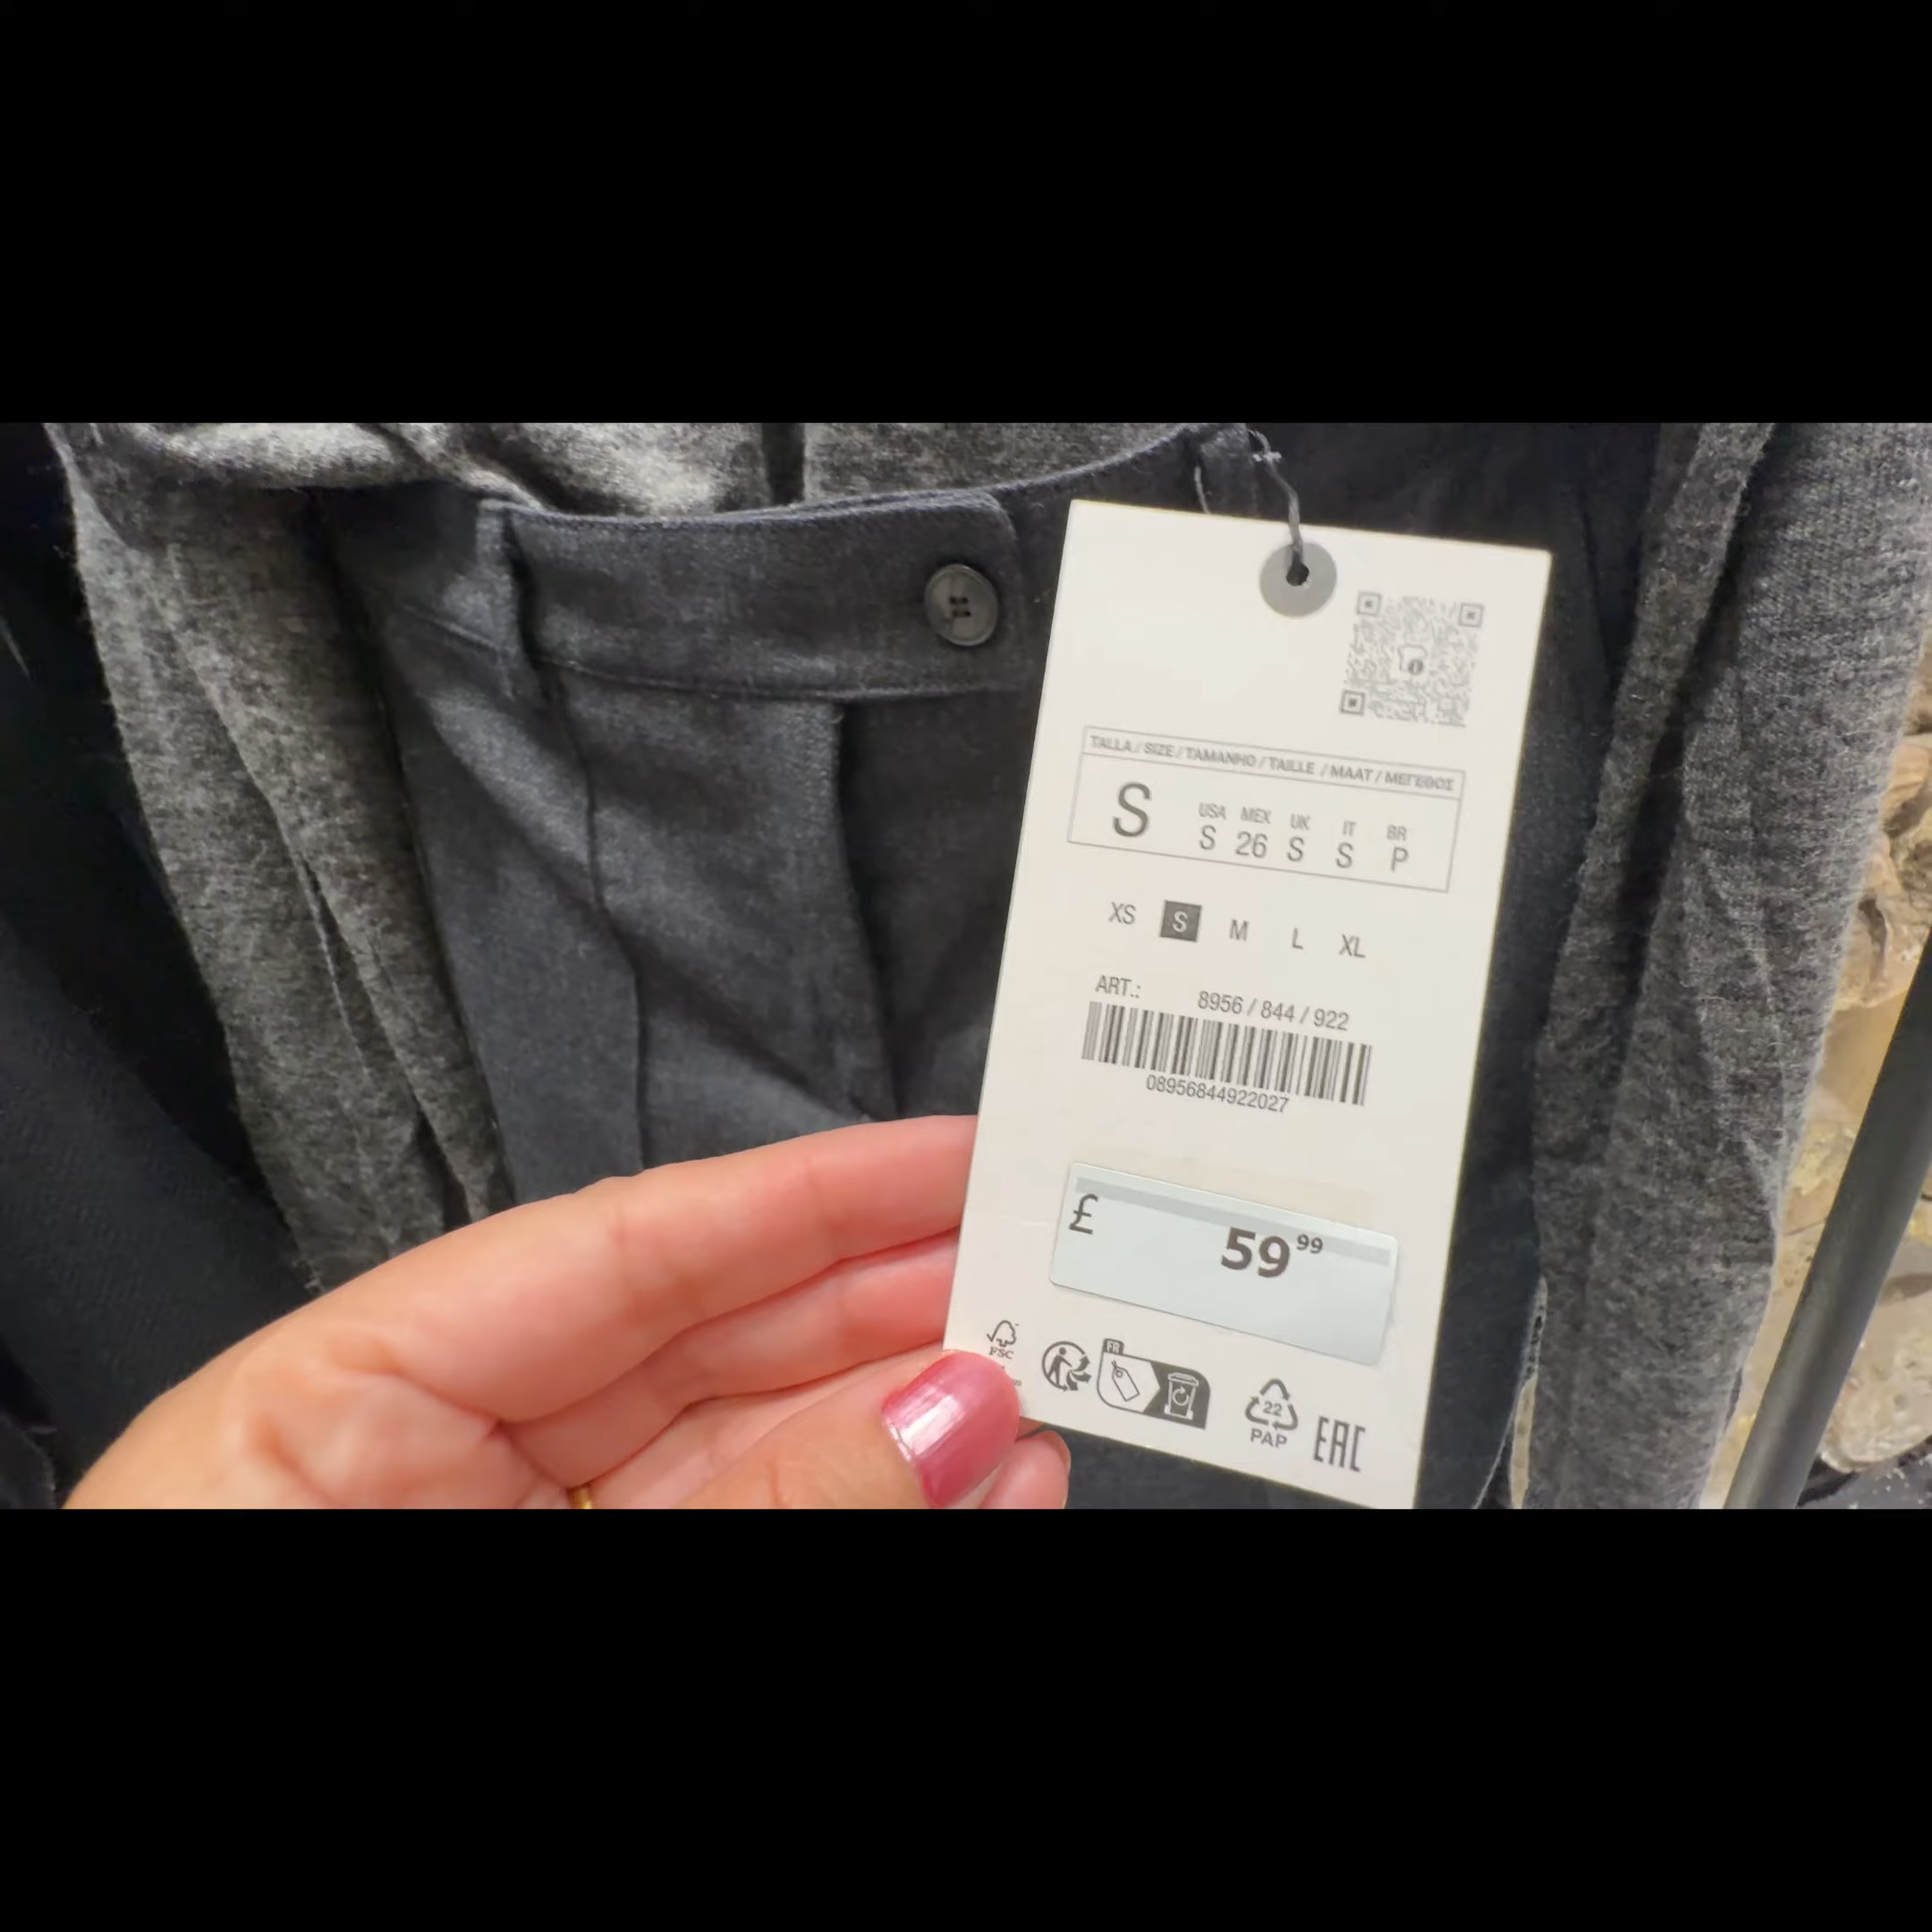 TALLA / SIZE / TAMANHO / TAILLE / MAAT / ΜΕΓΕΘΟΣ
S
USA MEX UK IT BR
S 26 S S P
XS S M L XL
ART.: 8956 / 844 / 922
08956844922027
£ 59 99
FSC
FR
22
PAP
EAC